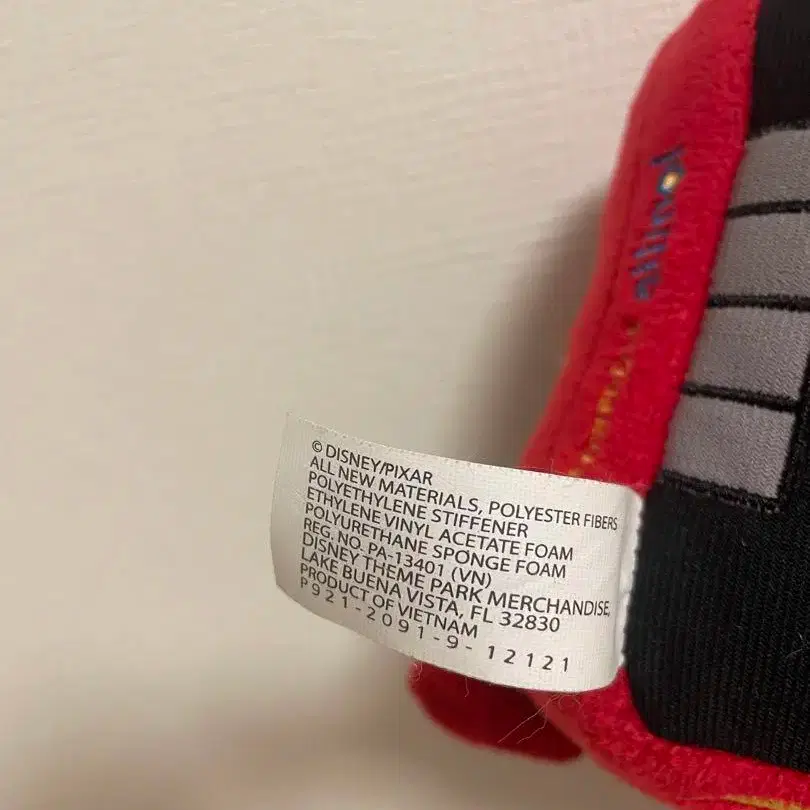 © DISNEY/PIXAR
ALL NEW MATERIALS, POLYESTER FIBERS
POLYETHYLENE STIFFENER
ETHYLENE VINYL ACETATE FOAM
POLYURETHANE SPONGE FOAM
REG. NO. PA-13401 (VN)
DISNEY THEME PARK MERCHANDISE,
LAKE BUENA VISTA, FL 32830
PRODUCT OF VIETNAM
P921-2091-9-12121